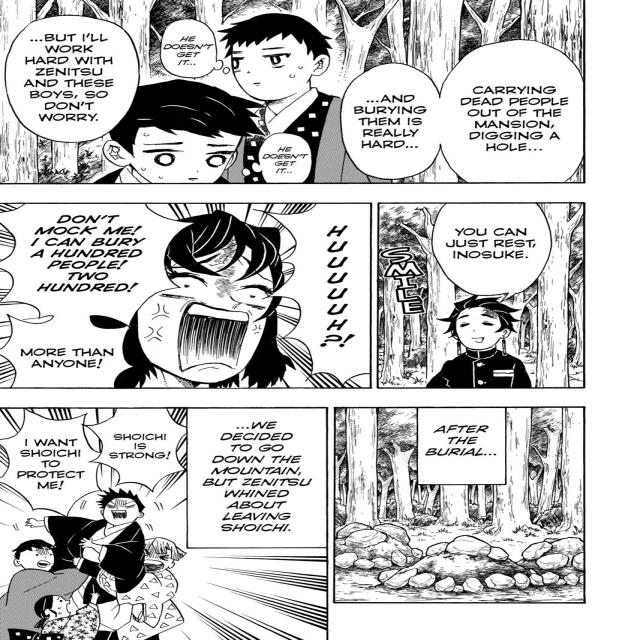 CARRYING
DEAD PEOPLE
OUT OF THE
MANSION,
DIGGING A
HOLE...
...AND
BURYING
THEM IS
REALLY
HARD...
HE
DOESN'T
GET
IT...
HE
DOESN'T
GET
IT...
...BUT I'LL
WORK
HARD WITH
ZENITSU
AND THESE
BOYS, SO
DON'T
WORRY.
YOU CAN
JUST REST,
INOSUKE.
SMILE
HUUUUUUH?!
DON'T
MOCK ME!
I CAN BURY
A HUNDRED
PEOPLE!
TWO
HUNDRED!
MORE THAN
ANYONE!
AFTER
THE
BURIAL...
...WE
DECIDED
TO GO
DOWN THE
MOUNTAIN,
BUT ZENITSU
WHINED
ABOUT
LEAVING
SHOICHI.
SHOICHI
IS
STRONG!
I WANT
SHOICHI
TO
PROTECT
ME!